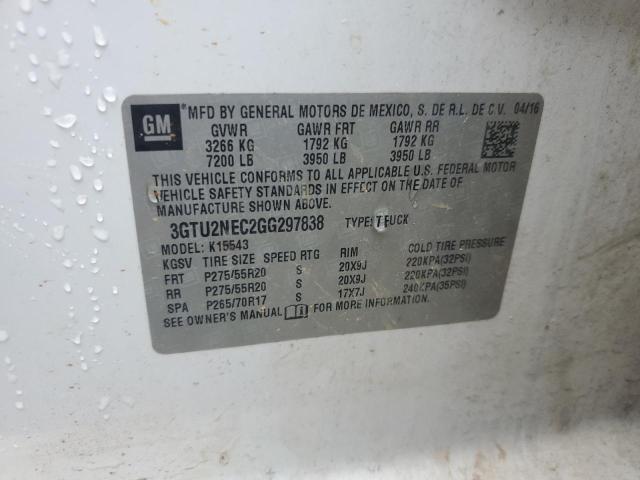 GM
*MFD BY GENERAL MOTORS DE MEXICO, S. DE R.L. DE C.V. 04/16
GVWR GAWR FRT GAWR RR
3266 KG 1792 KG 1792 KG
7200 LB 3950 LB 3950 LB
THIS VEHICLE CONFORMS TO ALL APPLICABLE U.S. FEDERAL MOTOR
VEHICLE SAFETY STANDARDS IN EFFECT ON THE DATE OF
MANUFACTURE SHOWN ABOVE.
3GTU2NEC2GG297838 TYPE: TRUCK
MODEL: K15543
KGSV TIRE SIZE SPEED RTG RIM COLD TIRE PRESSURE
FRT P275/55R20 S 20X9J 220KPA(32PSI)
RR P275/55R20 S 20X9J 220KPA(32PSI)
SPA P265/70R17 S 17X7J 240KPA(35PSI)
SEE OWNER'S MANUAL FOR MORE INFORMATION.